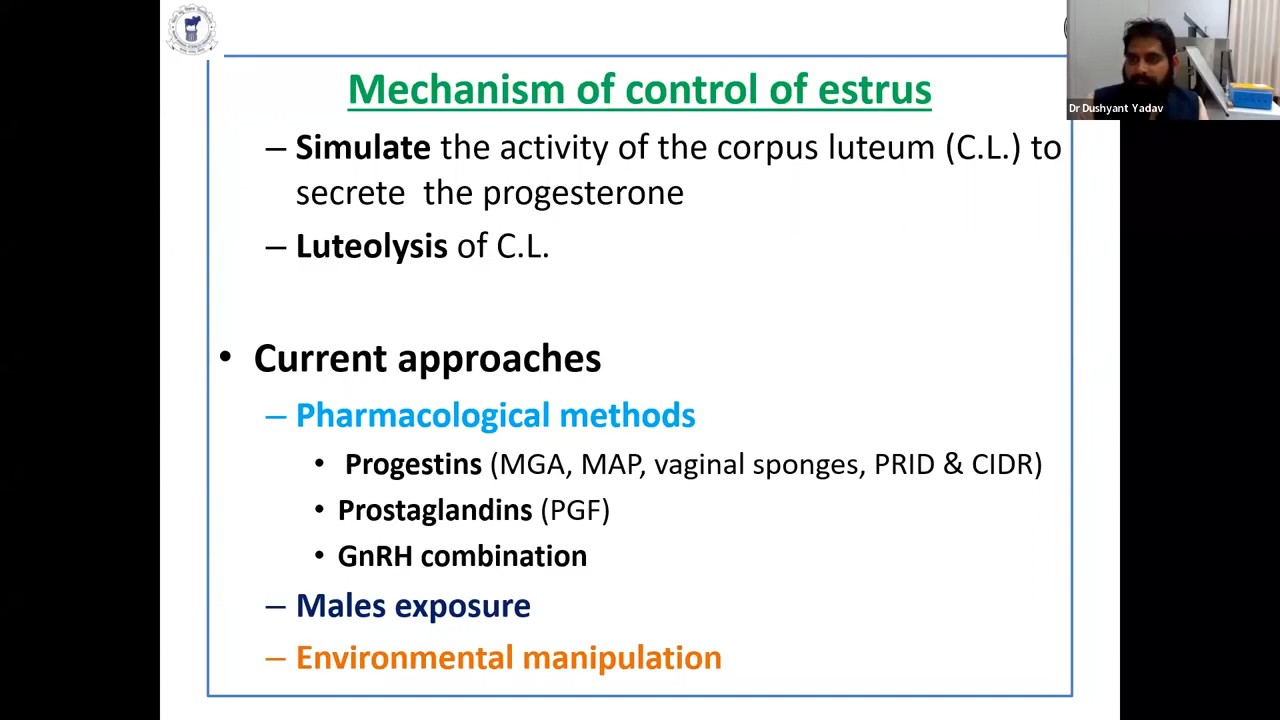 Mechanism of control of estrus
Dr Dushyant Yadav
– Simulate the activity of the corpus luteum (C.L.) to
secrete the progesterone
– Luteolysis of C.L.
• Current approaches
– Pharmacological methods
• Progestins (MGA, MAP, vaginal sponges, PRID & CIDR)
• Prostaglandins (PGF)
• GnRH combination
– Males exposure
– Environmental manipulation